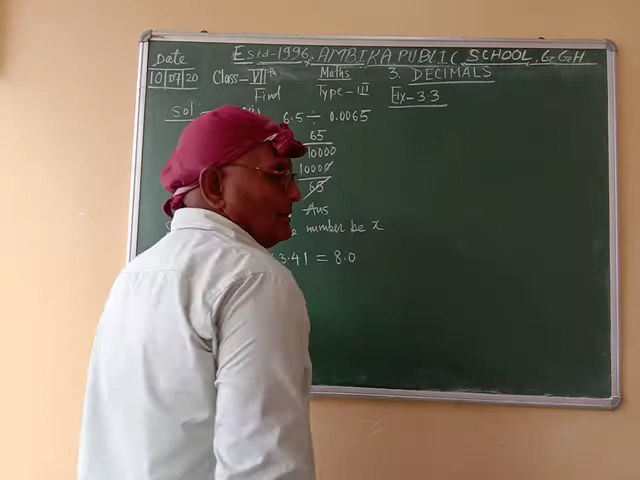 Date Estd-1996, AMBIKA PUBLIC SCHOOL, GZGH
10 07 20 Class-VIIth Maths 3. DECIMALS
Find Type-III Ex-3.3
Sol:- 6.5 ÷ 0.0065
65
10000
10000
65
Ans
number be x
3.41 = 8.0